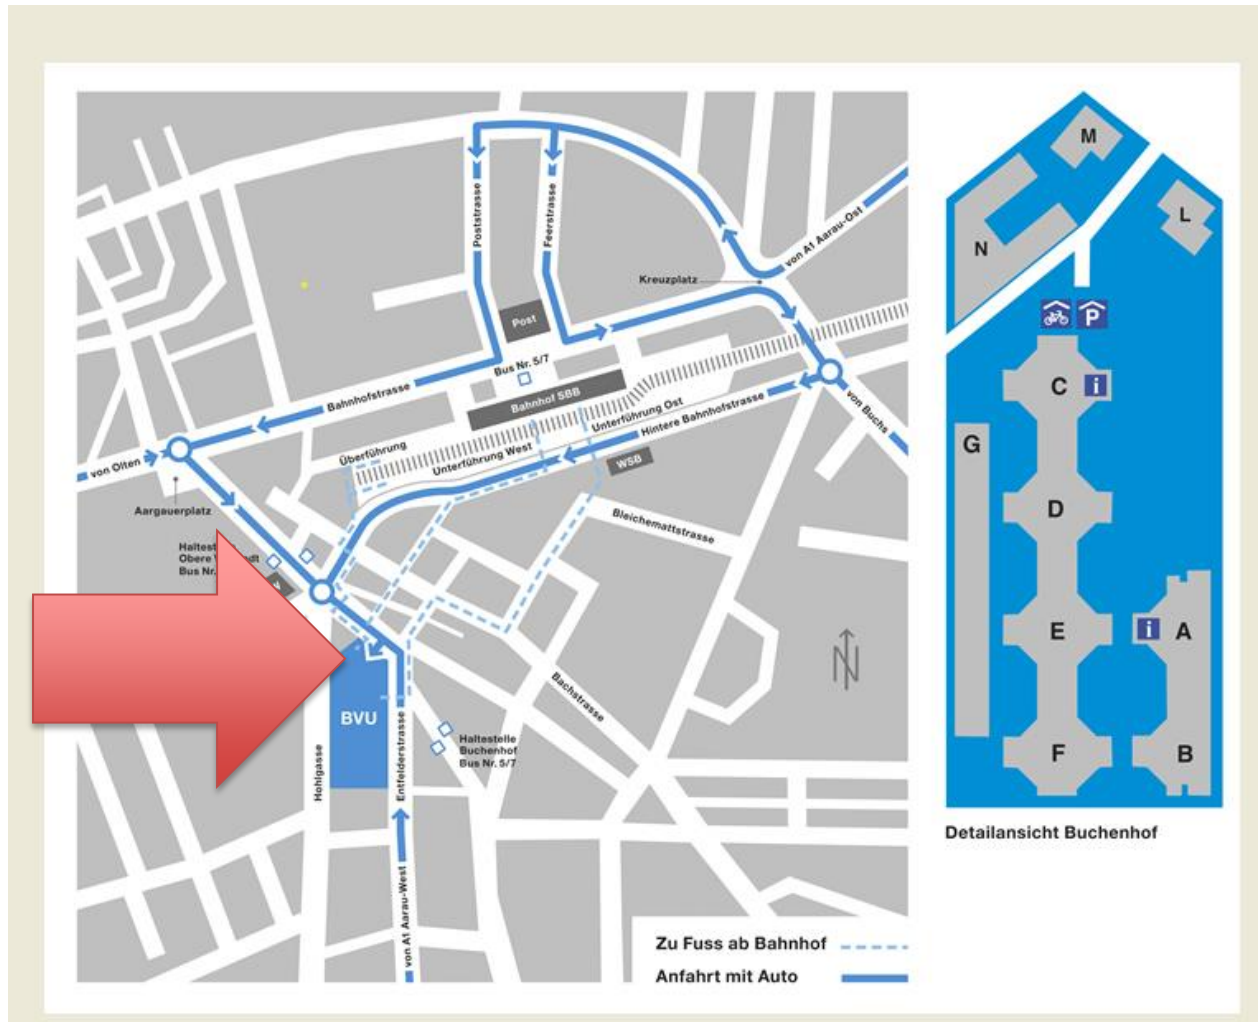 Poststrasse
Feerstrasse
von A1 Aarau-Ost
Kreuzplatz
Post
Bus Nr. 5/7
Bahnhof SBB
Bahnhofstrasse
von Olten
Aargauerplatz
Überführung
Unterführung West
Unterführung Ost
Hintere Bahnhofstrasse
von Buchs
WSB
Bleichemattstrasse
Obere
Bus Nr.
BVU
Hohlgasse
Entfelderstrasse
Bachstrasse
Haltestelle
Buchenhof
Bus Nr. 5/7
N
von A1 Aarau-West
Zu Fuss ab Bahnhof
Anfahrt mit Auto
M
L
N
P
C
i
G
D
E
i
A
F
B
Detailansicht Buchenhof